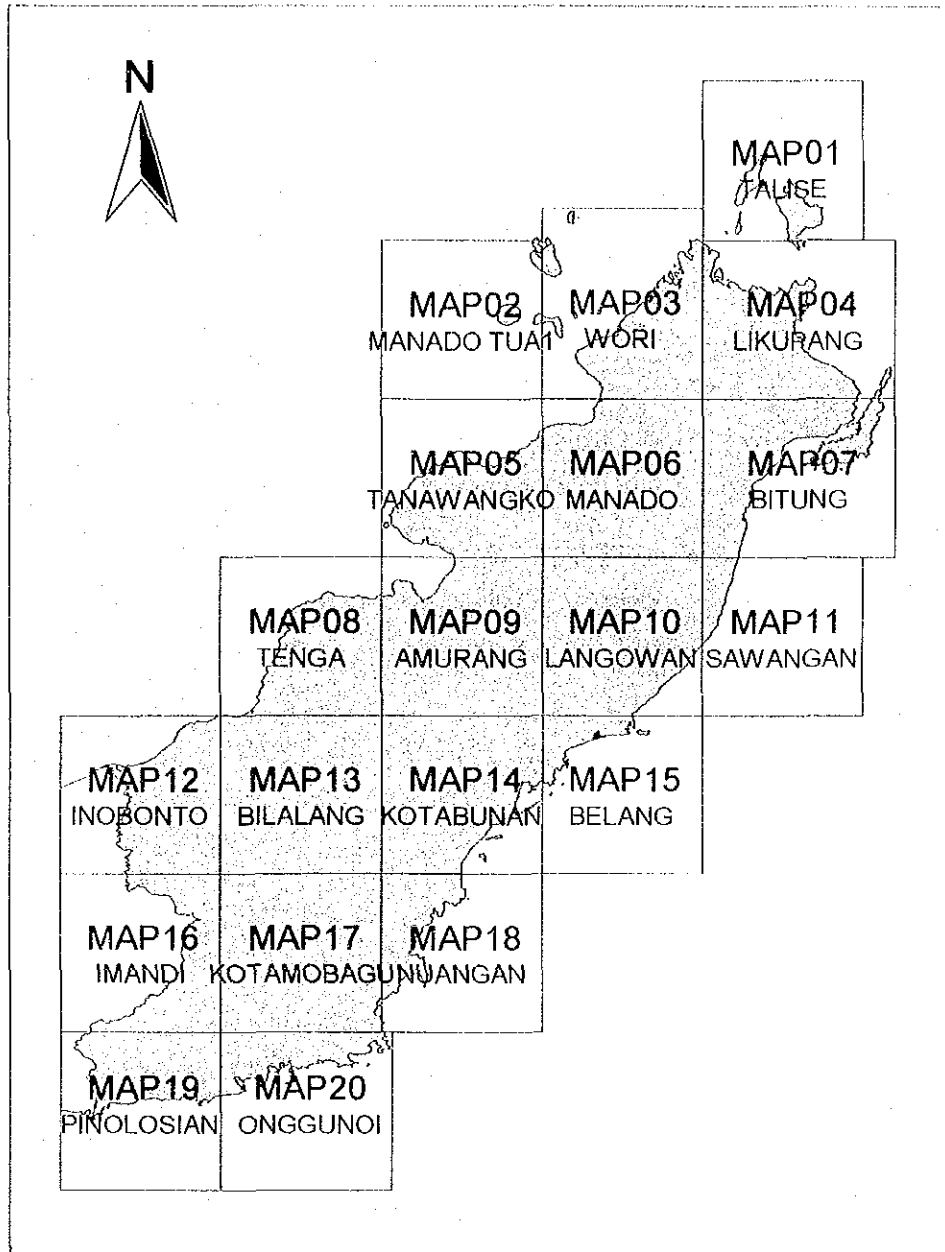 N
MAP01
TALISE
MAP02
MANADO TUA1
MAP03
WORI
MAP04
LIKURANG
MAP05
TANAWANGKO
MAP06
MANADO
MAP07
BITUNG
MAP08
TENGA
MAP09
AMURANG
MAP10
LANGOWAN
MAP11
SAWANGAN
MAP12
INOBONTO
MAP13
BILALANG
MAP14
KOTABUNAN
MAP15
BELANG
MAP16
IMANDI
MAP17
KOTAMOBAGU
MAP18
NUANGAN
MAP19
PINOLOSIAN
MAP20
ONGGUNOI